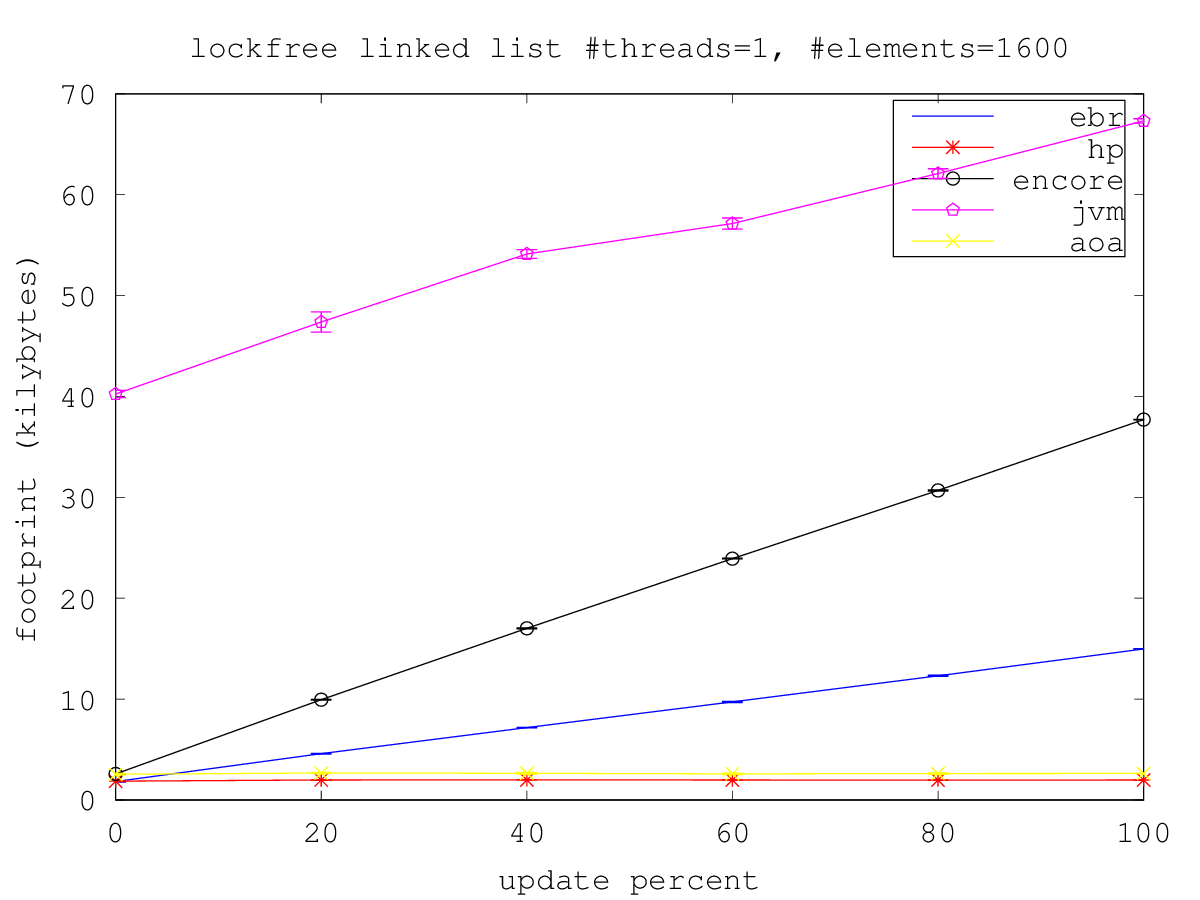 lockfree linked list #threads=1, #elements=1600
70
60
50
40
30
20
10
0
footprint (kilybytes)
ebr
hp
encore
jvm
aoa
0 20 40 60 80 100
update percent